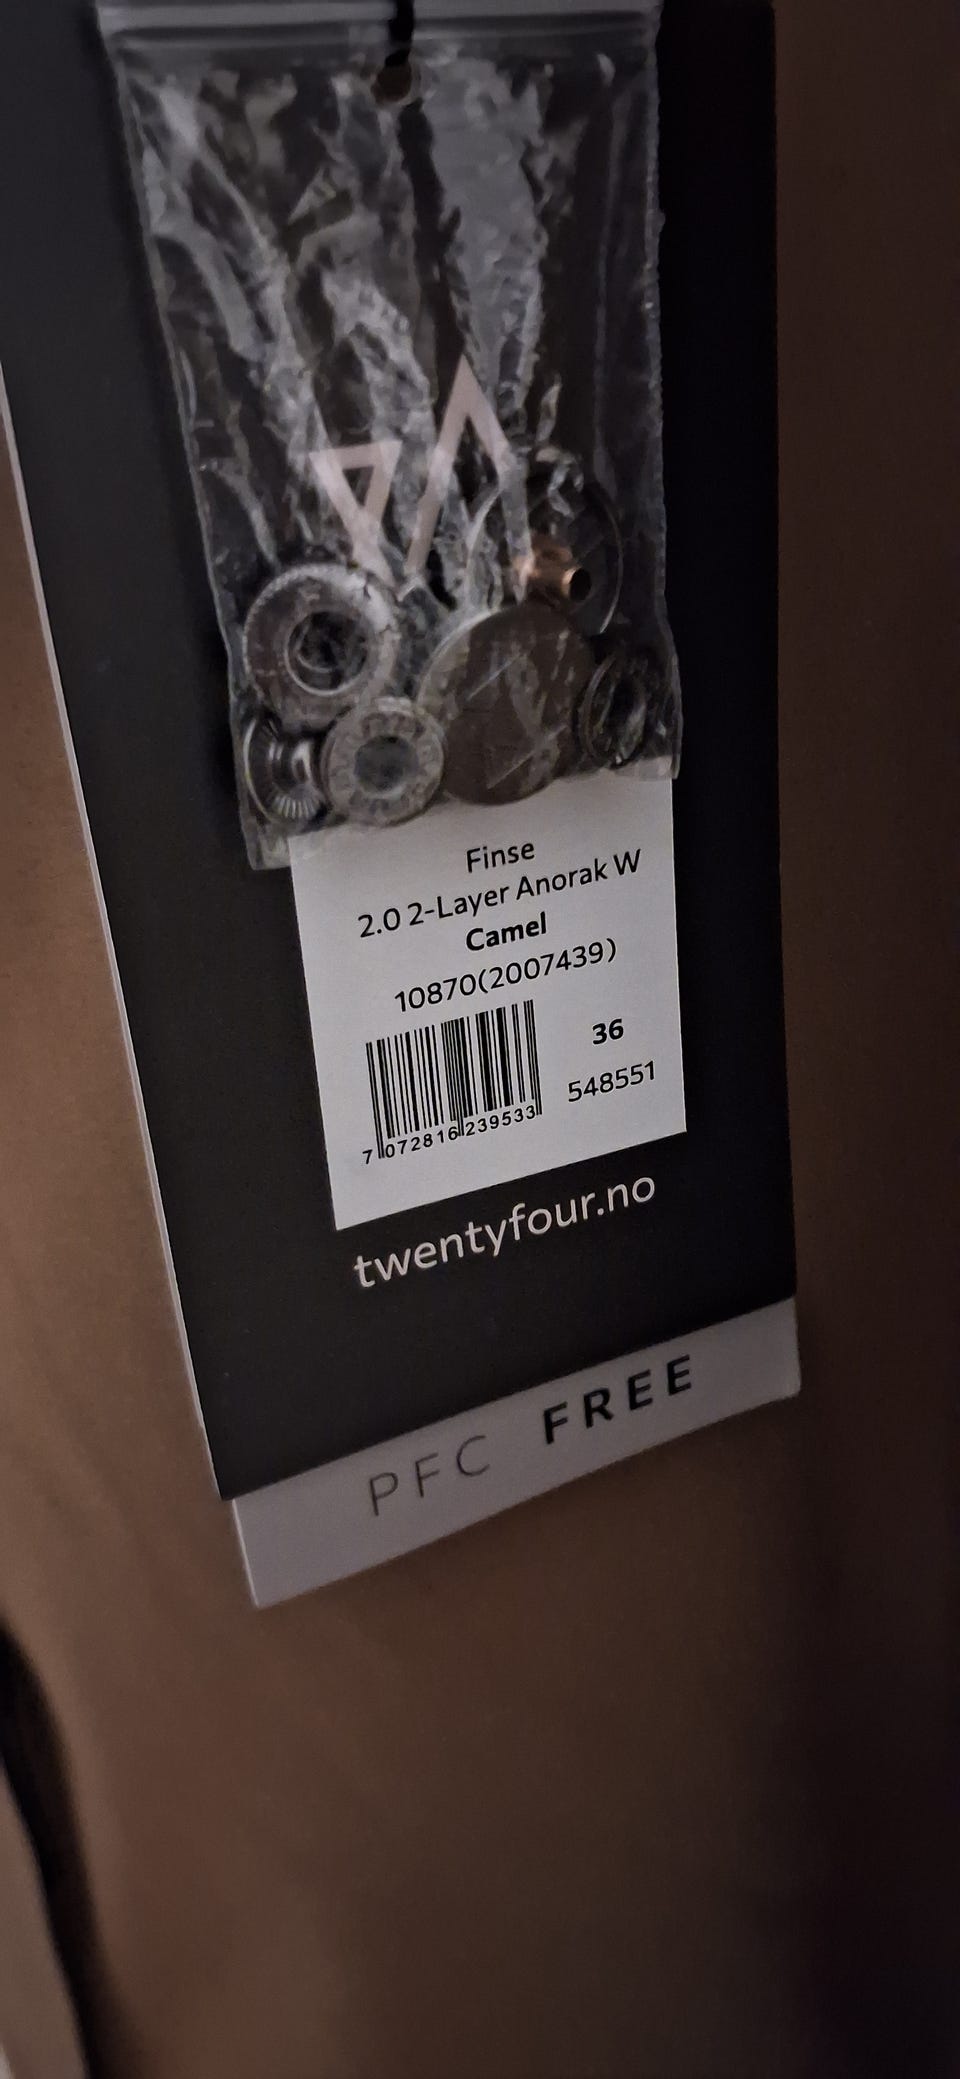 Finse
2.0 2-Layer Anorak W
Camel
10870(2007439)
36
548551
7 072816 239533
twentyfour.no
PFC FREE